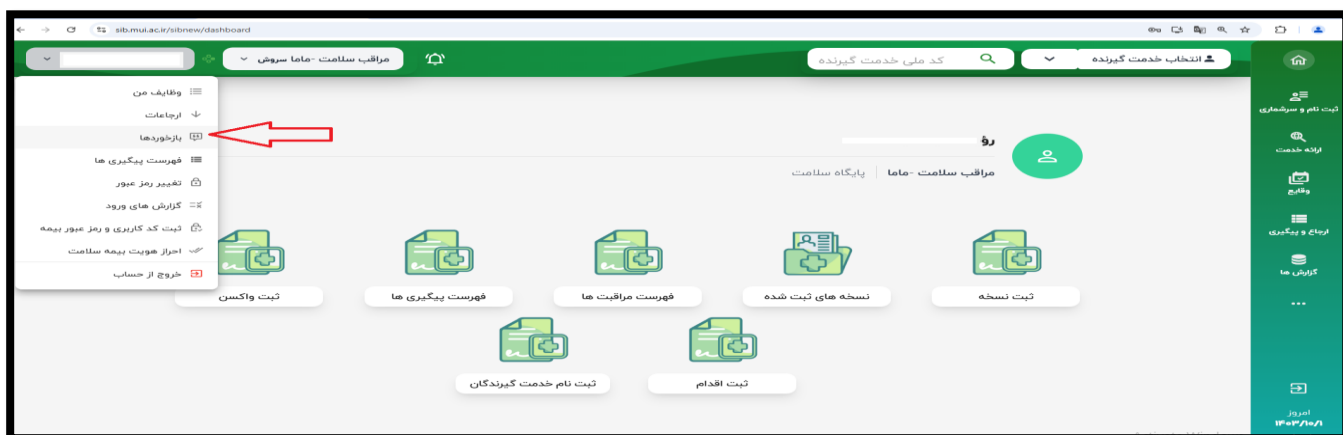 sib.mui.ac.ir/sibnew/dashboard
انتخاب خدمت گیرنده
کد ملی خدمت گیرنده
مراقب سلامت -ماما سروش
وظایف من
ارجاعات
بازخوردها
فهرست پیگیری ها
تغییر رمز عبور
گزارش های ورود
ثبت کد کاربری و رمز عبور بیمه
احراز هویت بیمه سلامت
خروج از حساب
ثبت نام و سرشماری
ارائه خدمت
وقایع
ارجاع و پیگیری
گزارش ها
...
امروز
۱۴۰۳/۱۰/۱
رؤ
مراقب سلامت -ماما | پایگاه سلامت
ثبت نسخه
نسخه های ثبت شده
فهرست مراقبت ها
فهرست پیگیری ها
ثبت واکسن
ثبت اقدام
ثبت نام خدمت گیرندگان